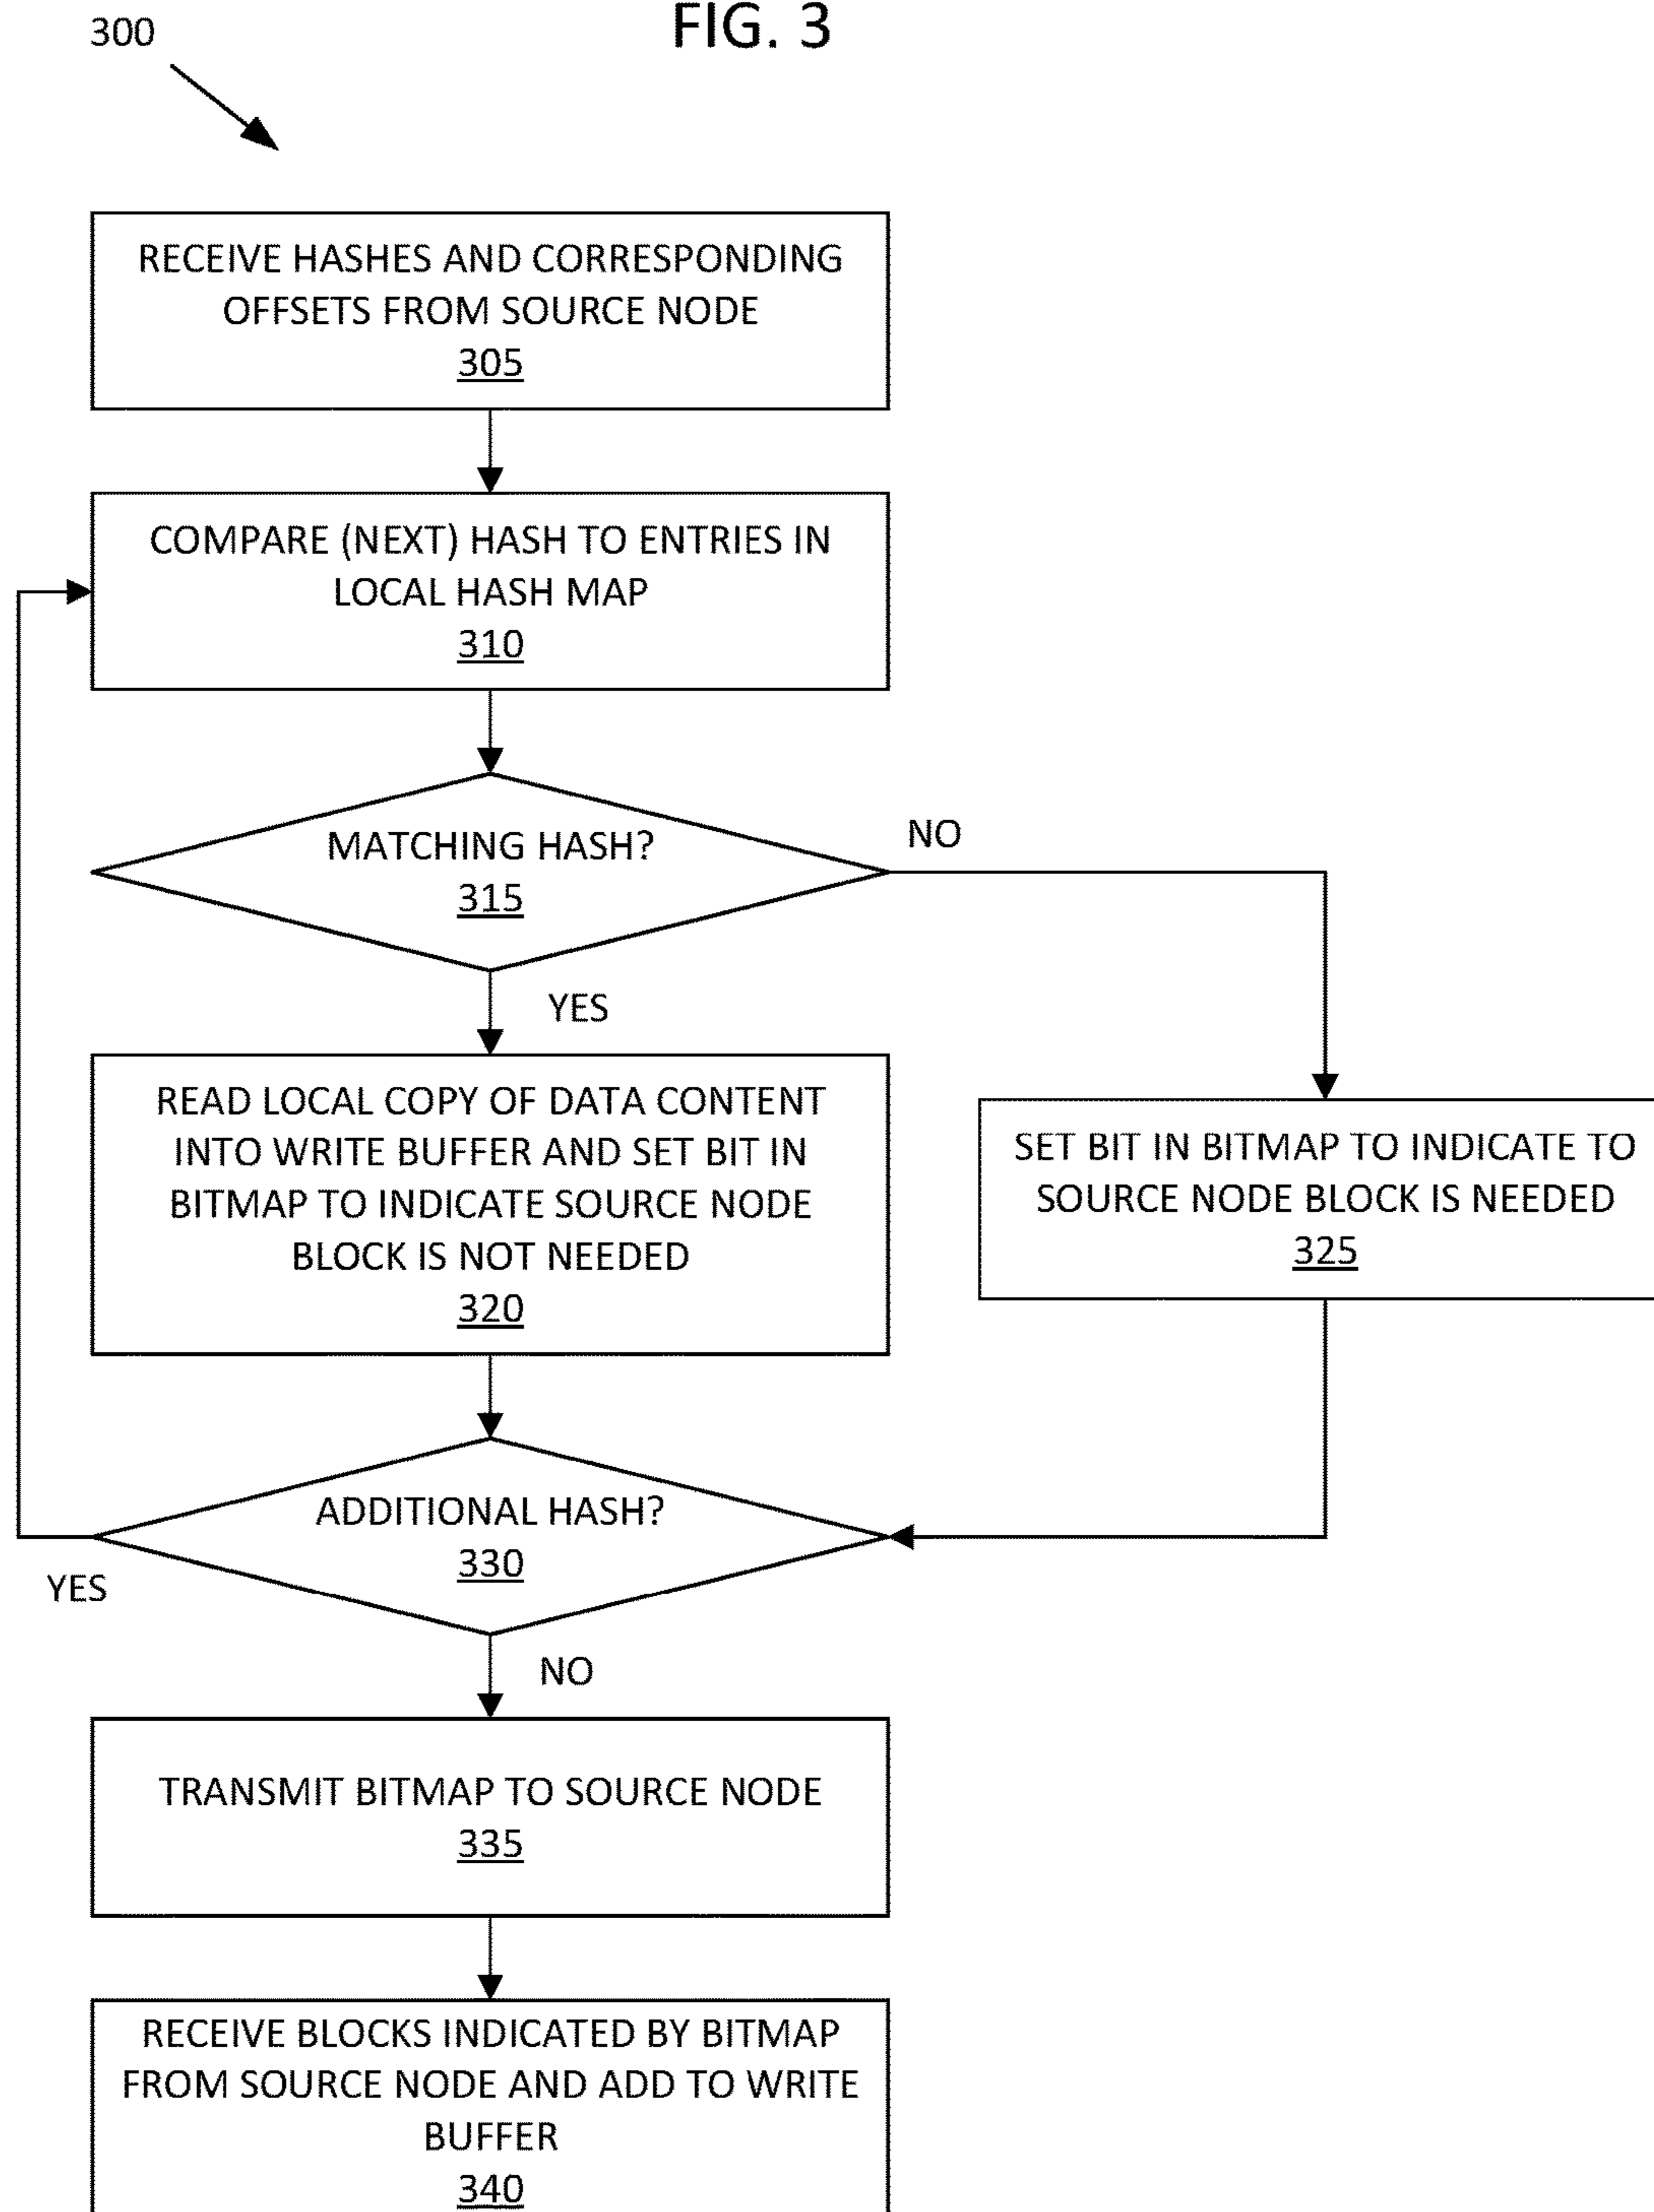 300
FIG. 3
RECEIVE HASHES AND CORRESPONDING
OFFSETS FROM SOURCE NODE
305
COMPARE (NEXT) HASH TO ENTRIES IN
LOCAL HASH MAP
310
MATCHING HASH?
315
NO
YES
READ LOCAL COPY OF DATA CONTENT
INTO WRITE BUFFER AND SET BIT IN
BITMAP TO INDICATE SOURCE NODE
BLOCK IS NOT NEEDED
320
SET BIT IN BITMAP TO INDICATE TO
SOURCE NODE BLOCK IS NEEDED
325
ADDITIONAL HASH?
330
YES
NO
TRANSMIT BITMAP TO SOURCE NODE
335
RECEIVE BLOCKS INDICATED BY BITMAP
FROM SOURCE NODE AND ADD TO WRITE
BUFFER
340